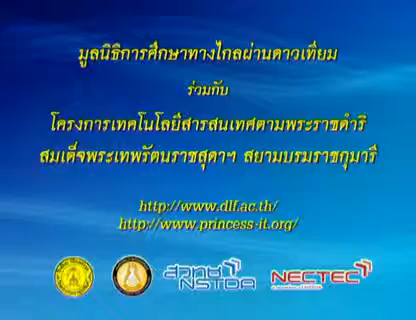 มูลนิธิการศึกษาทางไกลผ่านดาวเทียม
ร่วมกับ
โครงการเทคโนโลยีสารสนเทศตามพระราชดำริ
สมเด็จพระเทพรัตนราชสุดาฯ สยามบรมราชกุมารี
http://www.dlf.ac.th/
http://www.princess-it.org/
สวทช
NSTDA
NECTEC